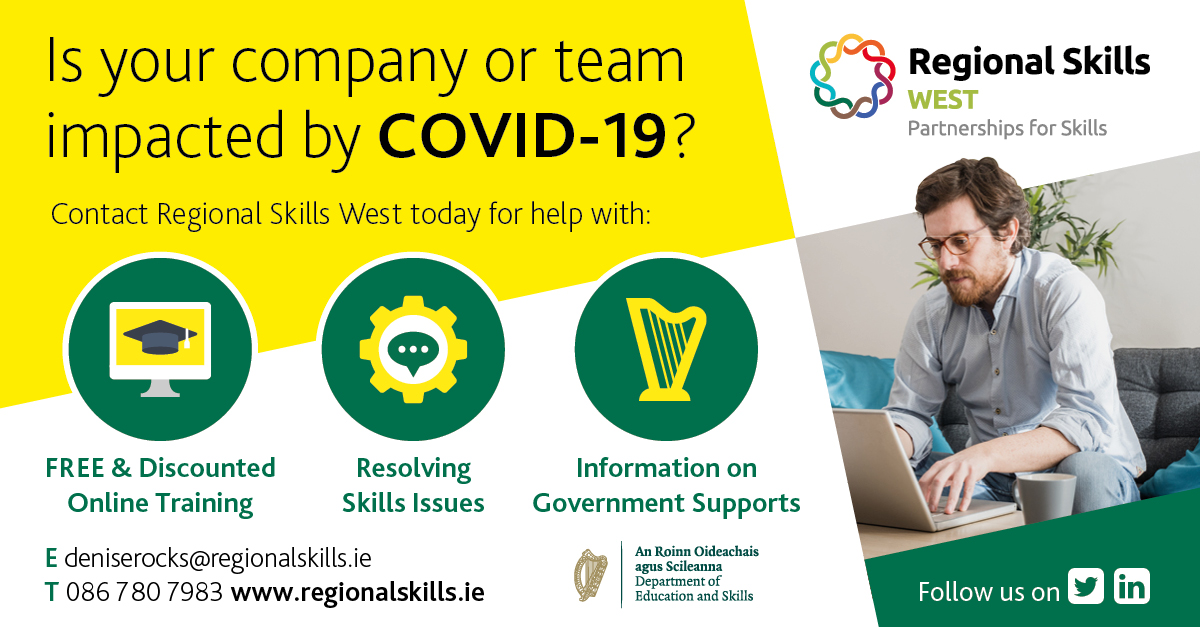 Is your company or team
impacted by COVID-19?
Contact Regional Skills West today for help with:
FREE & Discounted
Online Training
Resolving
Skills Issues
Information on
Government Supports
E deniserocks@regionalskills.ie
T 086 780 7983 www.regionalskills.ie
An Roinn Oideachais
agus Scileanna
Department of
Education and Skills
Regional Skills
WEST
Partnerships for Skills
Follow us on
in